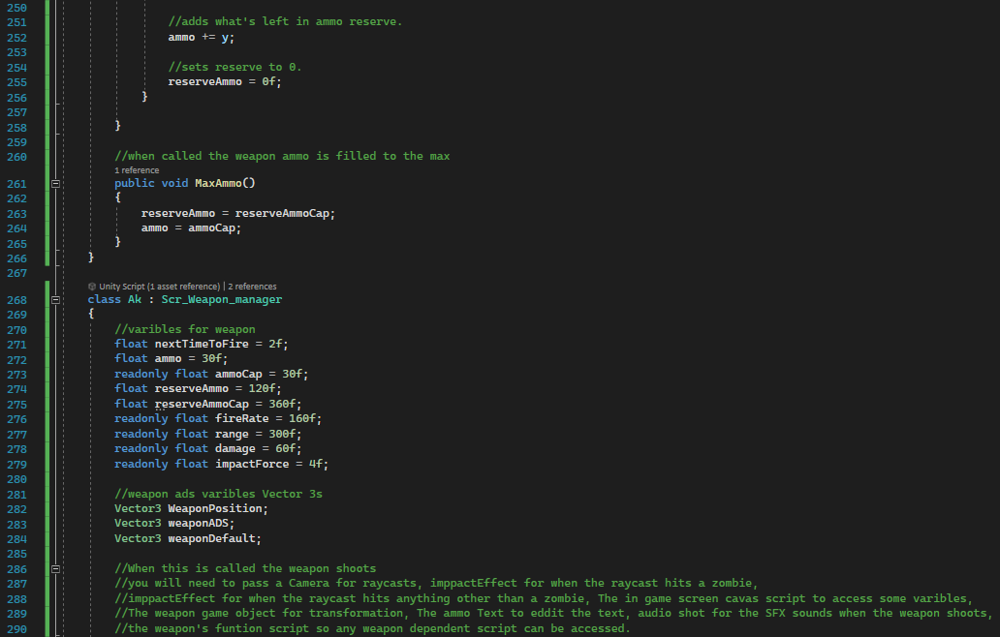 250
251 //adds what's left in ammo reserve.
252 ammo += y;
253
254 //sets reserve to 0.
255 reserveAmmo = 0f;
256 }
257
258 }
259
260 //when called the weapon ammo is filled to the max
1 reference
261 public void MaxAmmo()
262 {
263 reserveAmmo = reserveAmmoCap;
264 ammo = ammoCap;
265 }
266 }
267
Unity Script (1 asset reference) | 2 references
268 class Ak : Scr_Weapon_manager
269 {
270 //varibles for weapon
271 float nextTimeToFire = 2f;
272 float ammo = 30f;
273 readonly float ammoCap = 30f;
274 float reserveAmmo = 120f;
275 float reserveAmmoCap = 360f;
276 readonly float fireRate = 160f;
277 readonly float range = 300f;
278 readonly float damage = 60f;
279 readonly float impactForce = 4f;
280
281 //weapon ads varibles Vector 3s
282 Vector3 WeaponPosition;
283 Vector3 weaponADS;
284 Vector3 weaponDefault;
285
286 //When this is called the weapon shoots
287 //you will need to pass a Camera for raycasts, imppactEffect for when the raycast hits a zombie,
288 //imppactEffect for when the raycast hits anything other than a zombie, The in game screen cavas script to access some varibles,
289 //The weapon game object for transformation, The ammo Text to eddit the text, audio shot for the SFX sounds when the weapon shoots,
290 //the weapon's funtion script so any weapon dependent script can be accessed.